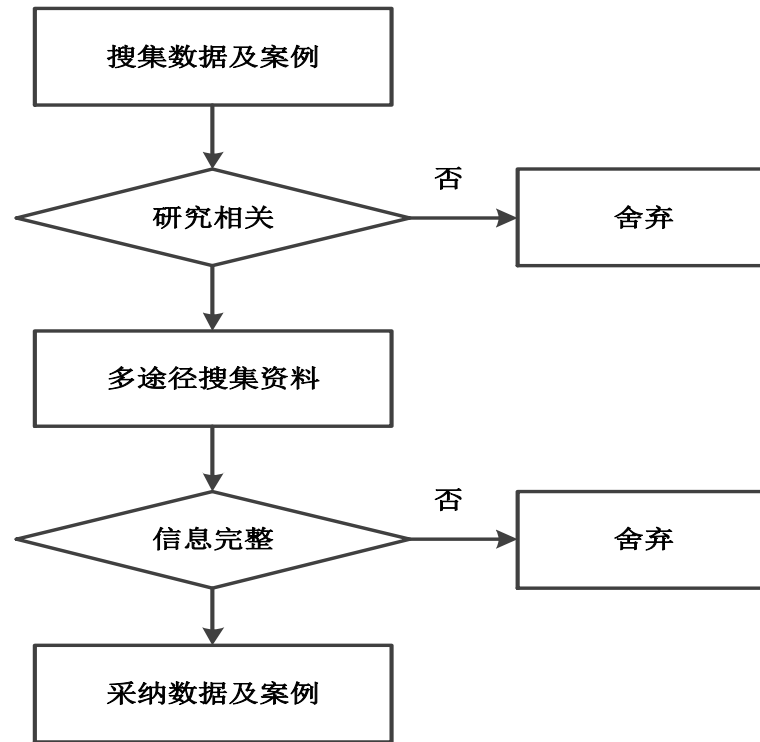 搜集数据及案例
否
研究相关
舍弃
多途径搜集资料
否
信息完整
舍弃
采纳数据及案例